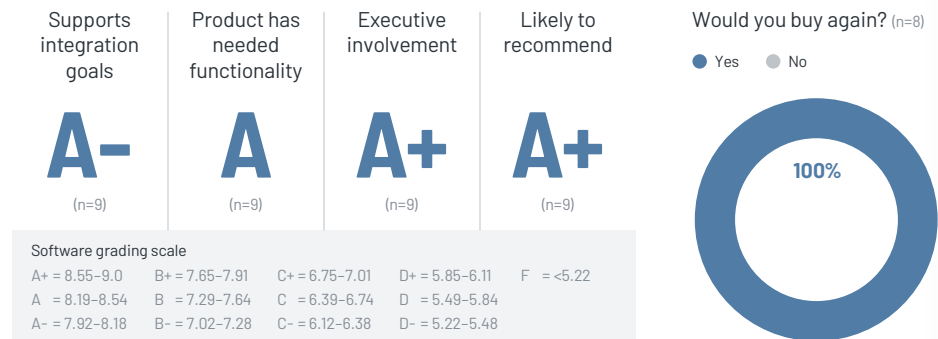 Supports
integration
goals
A-
(n=9)
Product has
needed
functionality
A
(n=9)
Executive
involvement
A+
(n=9)
Likely to
recommend
A+
(n=9)
Software grading scale
A+ = 8.55–9.0 B+ = 7.65–7.91 C+ = 6.75–7.01 D+ = 5.85–6.11 F = <5.22
A = 8.19–8.54 B = 7.29–7.64 C = 6.39–6.74 D = 5.49–5.84
A- = 7.92–8.18 B- = 7.02–7.28 C- = 6.12–6.38 D- = 5.22–5.48
Would you buy again? (n=8)
Yes No
100%